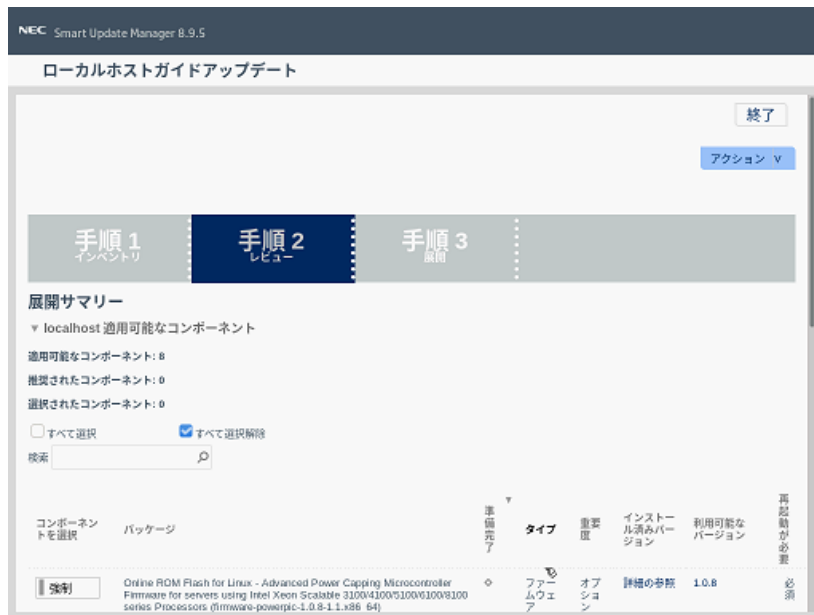 NEC Smart Update Manager 8.9.5
ローカルホストガイドアップデート
終了
アクション ∨
手順 1
インベントリ
手順 2
レビュー
手順 3
展開
展開サマリー
▼ localhost 適用可能なコンポーネント
適用可能なコンポーネント: 8
推奨されたコンポーネント: 0
選択されたコンポーネント: 0
すべて選択
すべて選択解除
検索
コンポーネン
トを選択
パッケージ
準備完了
▼
タイプ
重要
度
インストー
ル済みバー
ジョン
利用可能な
バージョン
再起動が必要
強制
Online ROM Flash for Linux - Advanced Power Capping Microcontroller
Firmware for servers using Intel Xeon Scalable 3100/4100/5100/6100/8100
series Processors (firmware-powerpic-1.0.8-1.1.x86_64)
ファー
ムウェ
ア
オプ
ショ
ン
詳細の参照
1.0.8
必
須